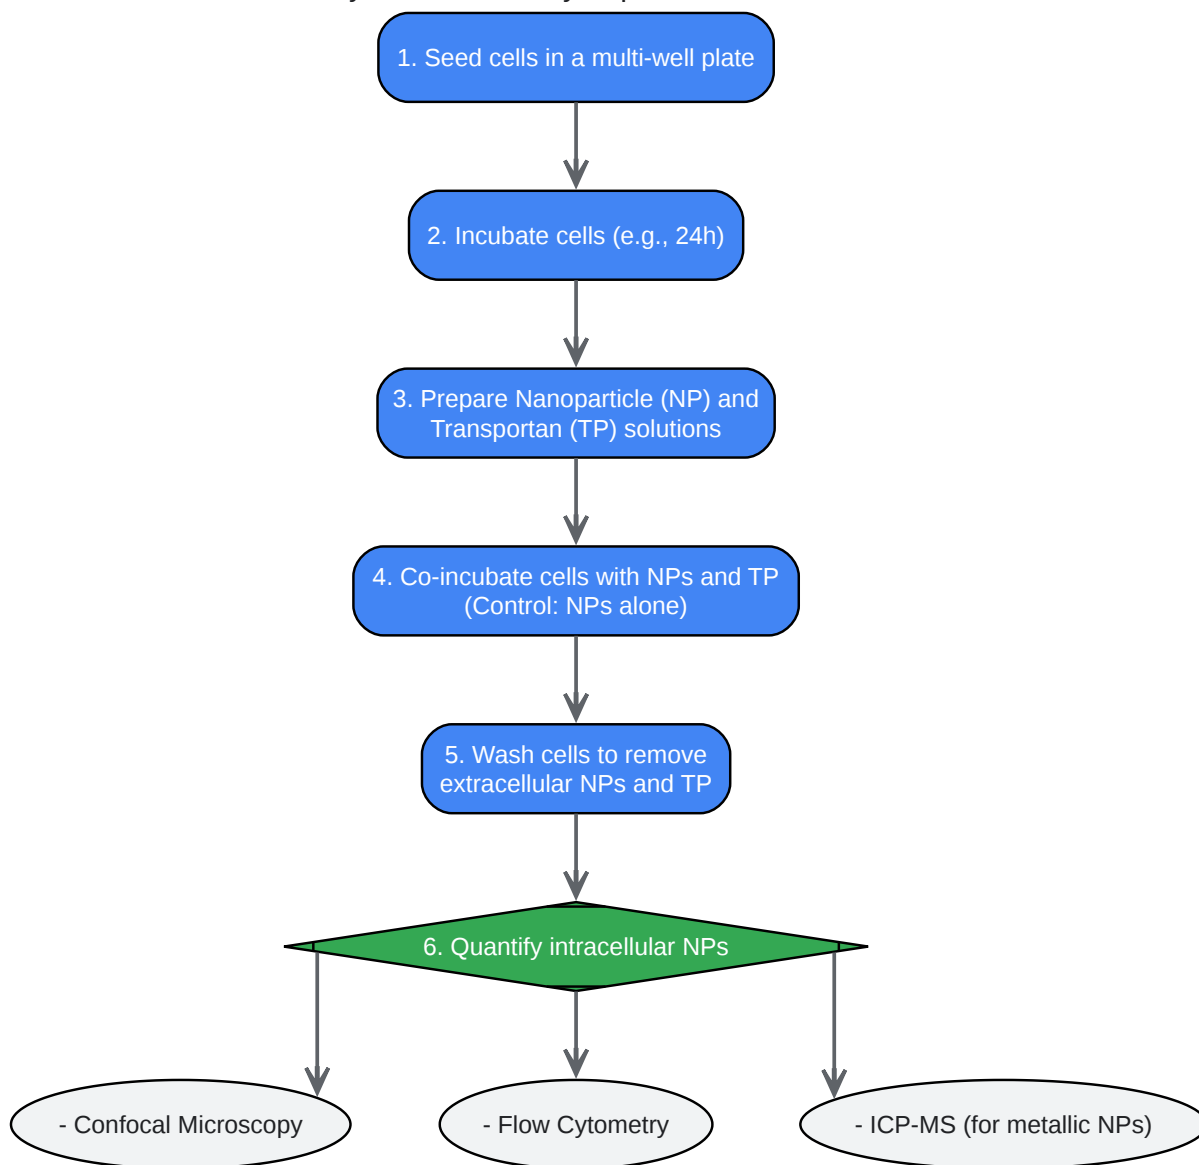 1. Seed cells in a multi-well plate
2. Incubate cells (e.g., 24h)
3. Prepare Nanoparticle (NP) and
Transportan (TP) solutions
4. Co-incubate cells with NPs and TP
(Control: NPs alone)
5. Wash cells to remove
extracellular NPs and TP
6. Quantify intracellular NPs
- Confocal Microscopy
- Flow Cytometry
- ICP-MS (for metallic NPs)